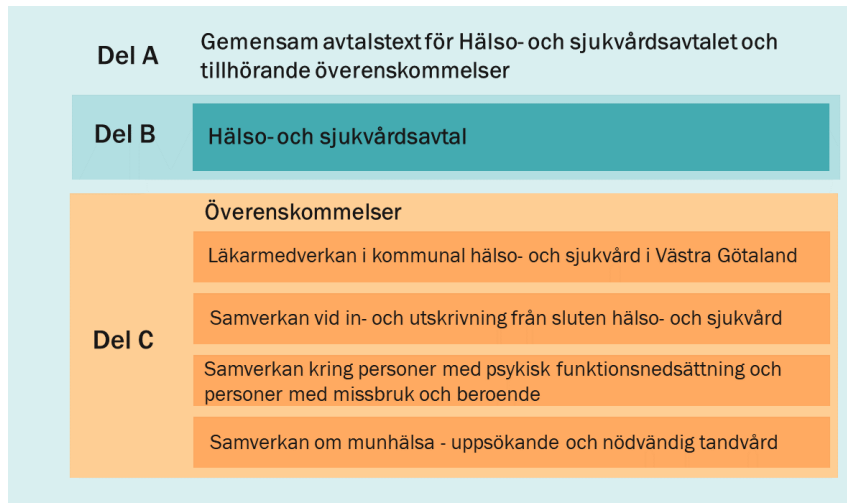 Del A
Gemensam avtalstext för Hälso- och sjukvårdsavtalet och
tillhörande överenskommelser
Del B
Hälso- och sjukvårdsavtal
Del C
Överenskommelser
Läkarmedverkan i kommunal hälso- och sjukvård i Västra Götaland
Samverkan vid in- och utskrivning från sluten hälso- och sjukvård
Samverkan kring personer med psykisk funktionsnedsättning och
personer med missbruk och beroende
Samverkan om munhälsa - uppsökande och nödvändig tandvård